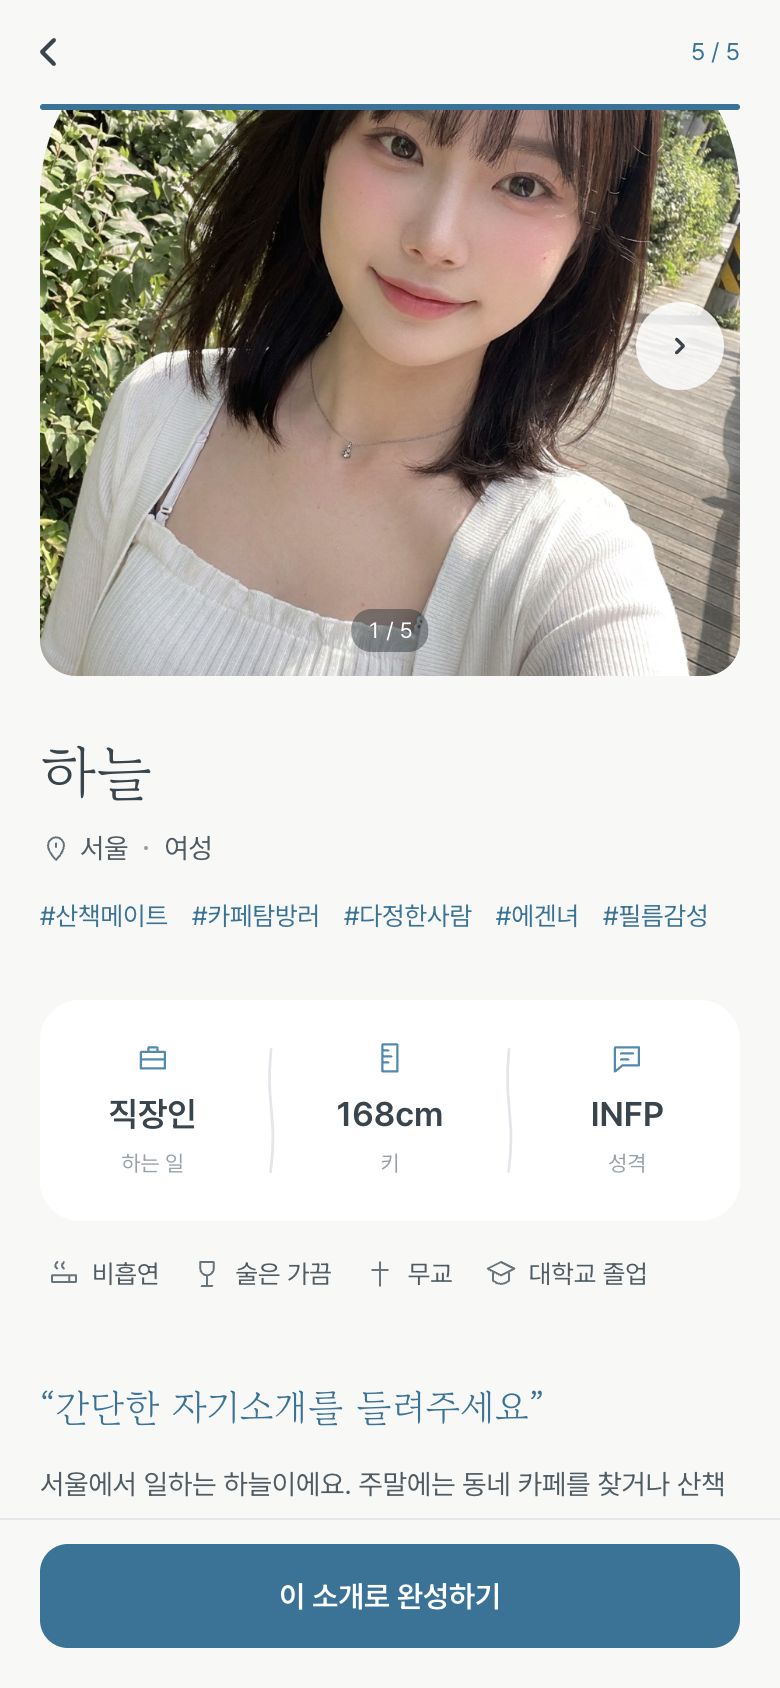 5 / 5
1 / 5
하늘
서울 · 여성
#산책메이트 #카페탐방러 #다정한사람 #에겐녀 #필름감성
직장인 168cm INFP
하는 일 키 성격
비흡연 술은 가끔 무교 대학교 졸업
“간단한 자기소개를 들려주세요”
서울에서 일하는 하늘이에요. 주말에는 동네 카페를 찾거나 산책
이 소개로 완성하기